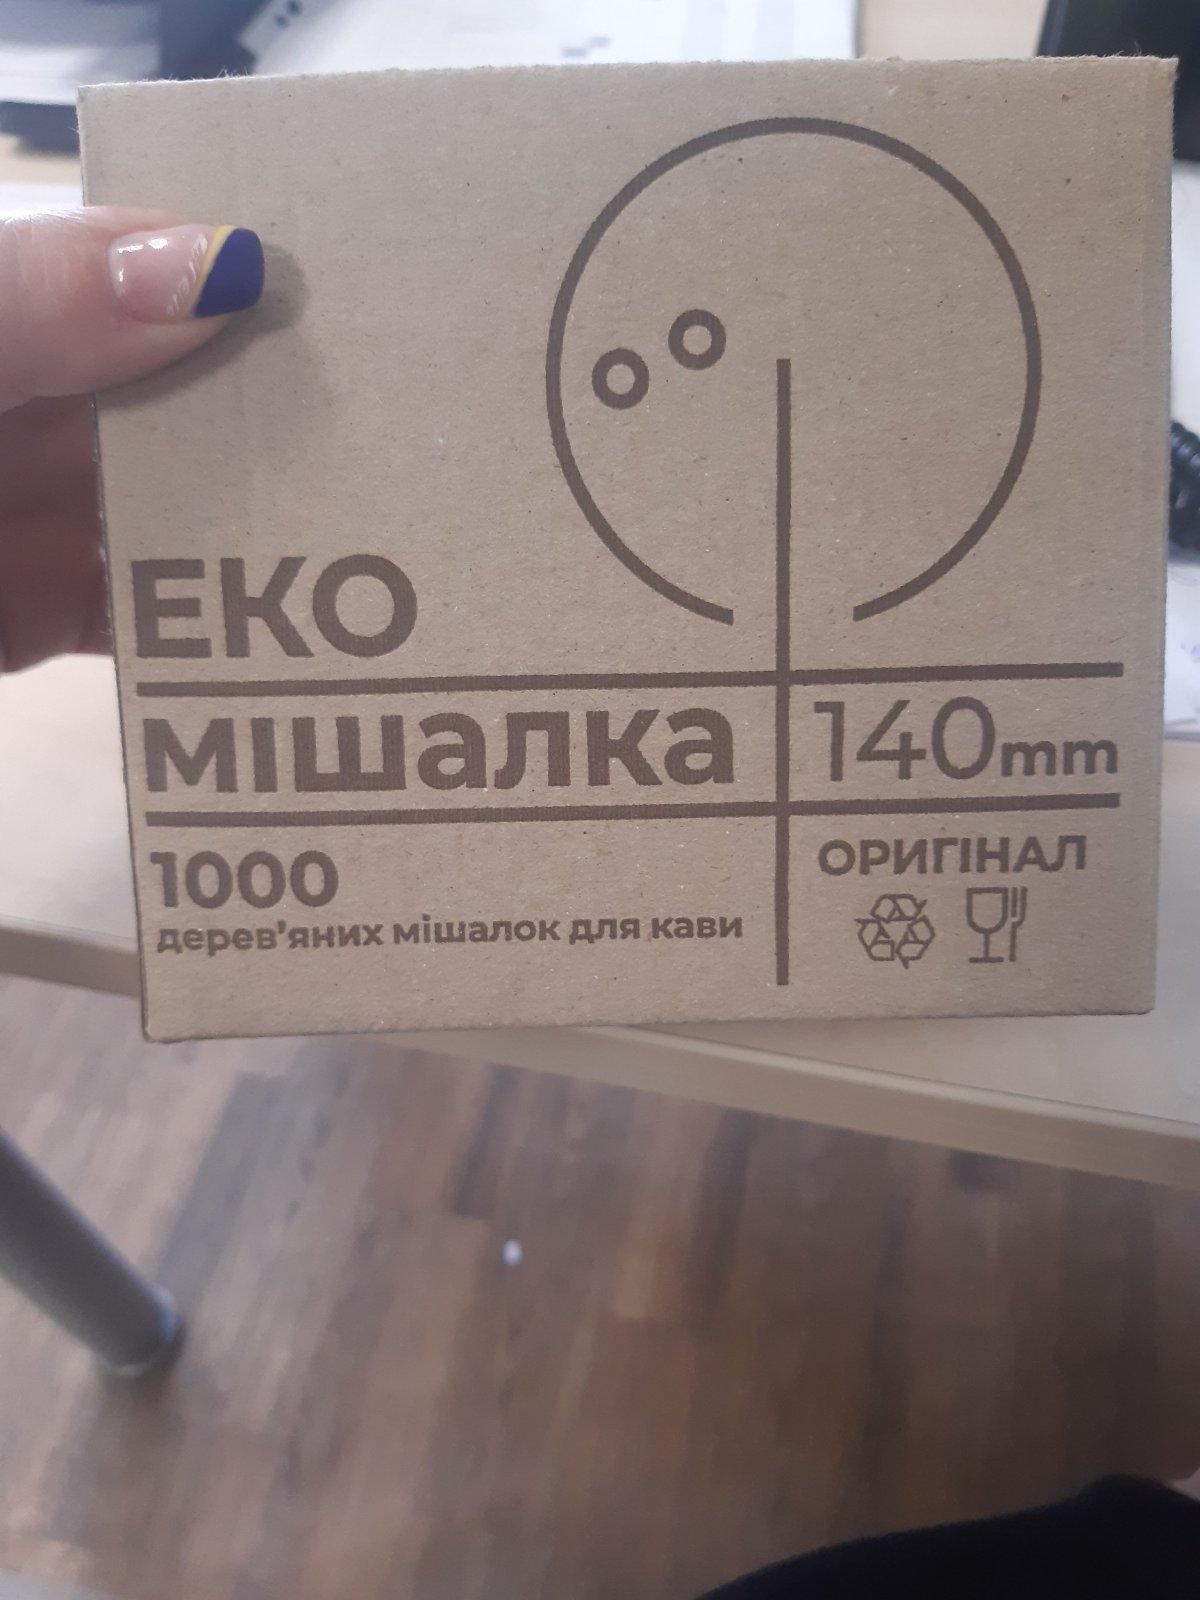 ЕКО
МІШалка
140mm
1000
дерев'яних мішалок для кави
ОРИГІНАЛ